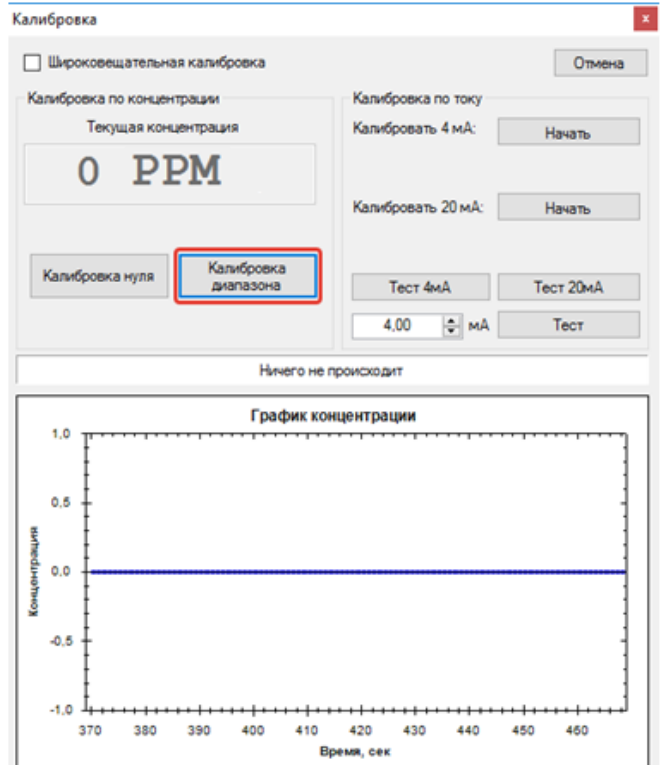 Калибровка
x
Широковещательная калибровка
Отмена
Калибровка по концентрации
Текущая концентрация
0 PPM
Калибровка нуля
Калибровка
диапазона
Калибровка по току
Калибровать 4 мА:
Начать
Калибровать 20 мА:
Начать
Тест 4мА
Тест 20мА
4,00
мА
Тест
Ничего не происходит
График концентрации
Концентрация
1,0
0,5
0,0
-0,5
-1,0
370 380 390 400 410 420 430 440 450 460
Время, сек